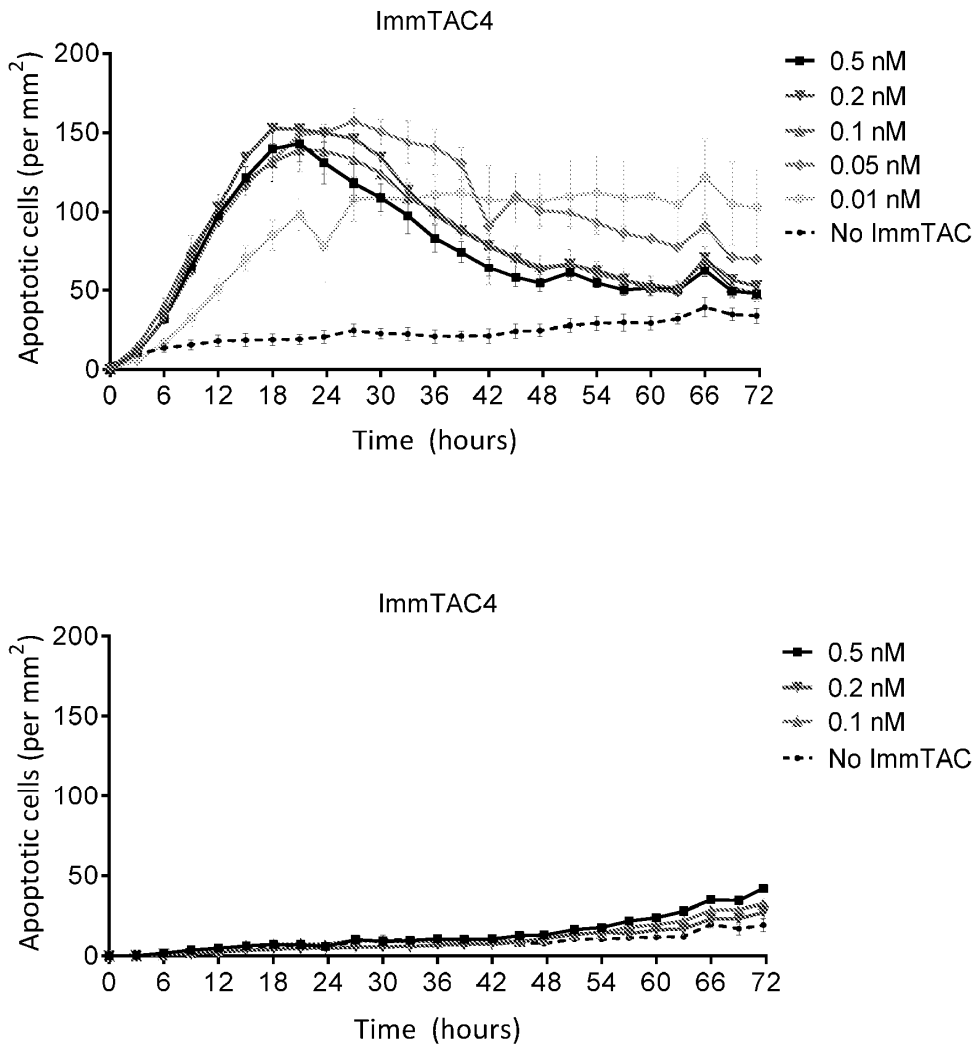 ImmTAC4
Apoptotic cells (per mm²)
200
150
100
50
0
0 6 12 18 24 30 36 42 48 54 60 66 72
Time (hours)
0.5 nM
0.2 nM
0.1 nM
0.05 nM
0.01 nM
No ImmTAC
ImmTAC4
Apoptotic cells (per mm²)
200
150
100
50
0
0 6 12 18 24 30 36 42 48 54 60 66 72
Time (hours)
0.5 nM
0.2 nM
0.1 nM
No ImmTAC